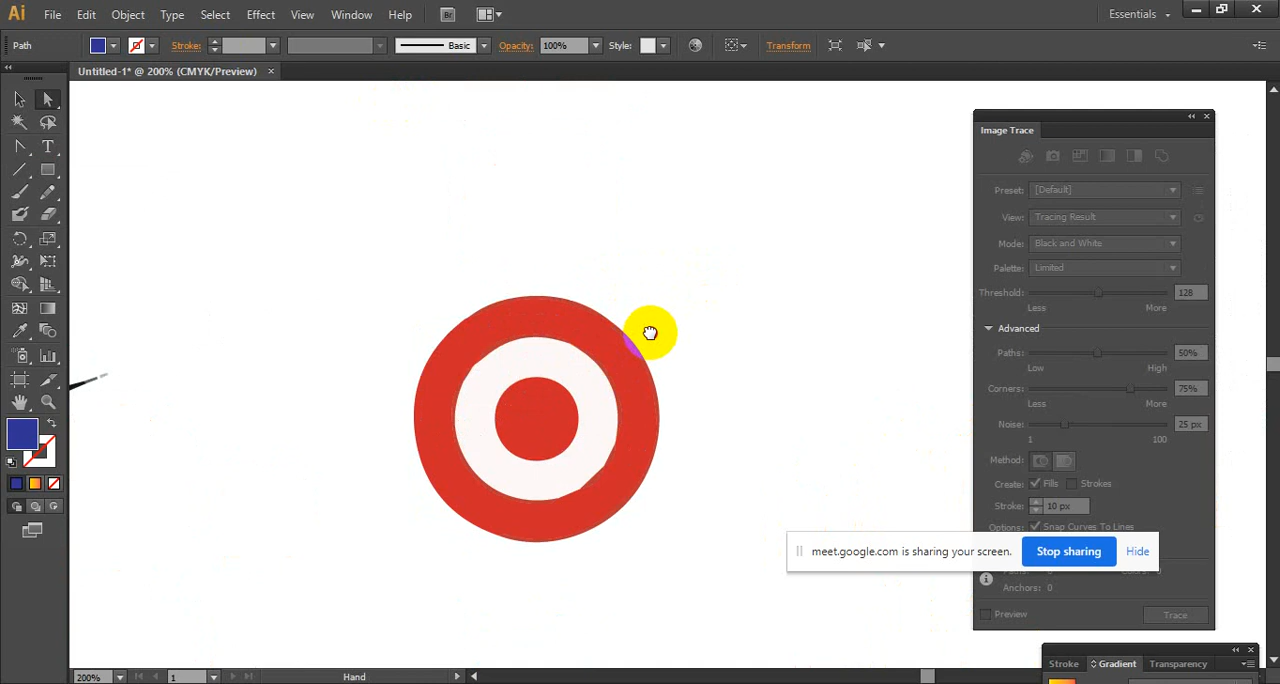 Ai File Edit Object Type Select Effect View Window Help Br Essentials
Path Stroke: Basic Opacity: 100% Style: Transform
Untitled-1* @ 200% (CMYK/Preview)
Image Trace
Preset: [Default]
View: Tracing Result
Mode: Black and White
Palette: Limited
Threshold: 128
Less More
Advanced
Paths: 50%
Low High
Corners: 75%
Less More
Noise: 25 px
1 100
Method:
Create: Fills Strokes
Stroke: 10 px
Options: Snap Curves To Lines
meet.google.com is sharing your screen. Stop sharing Hide
Anchors: 0
Preview Trace
Stroke Gradient Transparency
200% 1 Hand